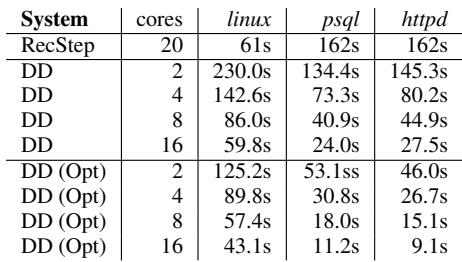 System cores linux psql httpd
RecStep 20 61s 162s 162s
DD 2 230.0s 134.4s 145.3s
DD 4 142.6s 73.3s 80.2s
DD 8 86.0s 40.9s 44.9s
DD 16 59.8s 24.0s 27.5s
DD (Opt) 2 125.2s 53.1ss 46.0s
DD (Opt) 4 89.8s 30.8s 26.7s
DD (Opt) 8 57.4s 18.0s 15.1s
DD (Opt) 16 43.1s 11.2s 9.1s